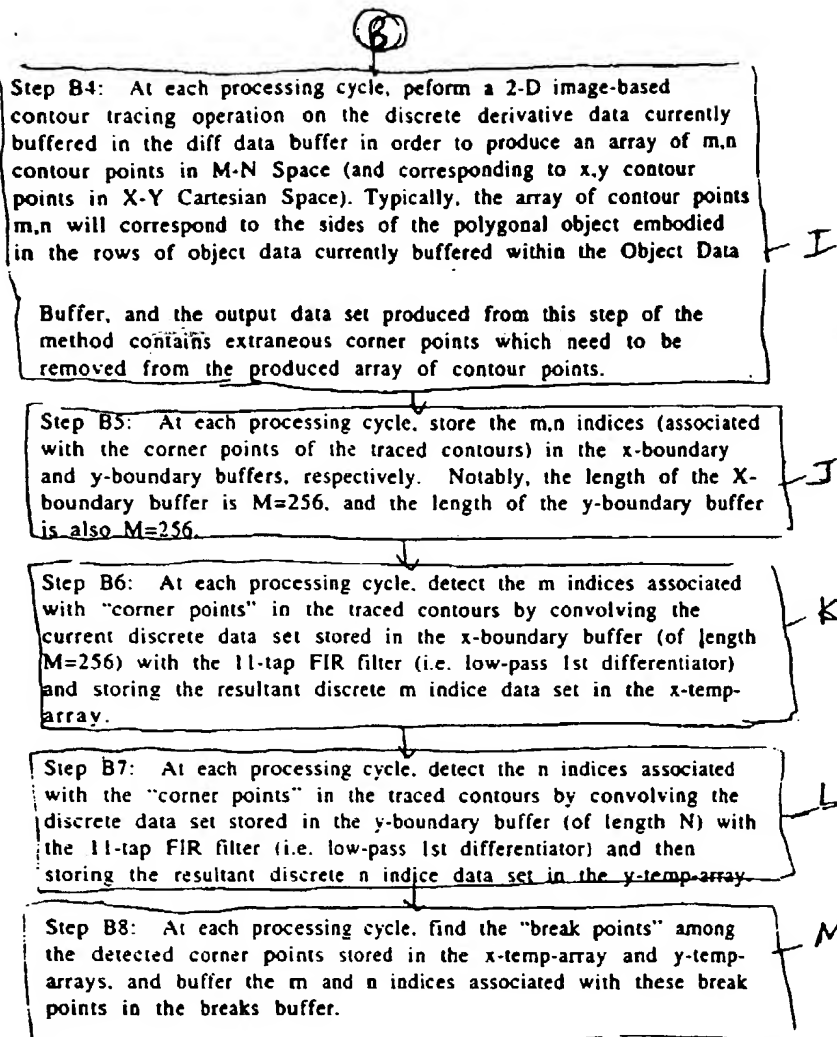 B
Step B4: At each processing cycle, peform a 2-D image-based
contour tracing operation on the discrete derivative data currently
buffered in the diff data buffer in order to produce an array of m,n
contour points in M-N Space (and corresponding to x,y contour
points in X-Y Cartesian Space). Typically, the array of contour points
m,n will correspond to the sides of the polygonal object embodied
in the rows of object data currently buffered within the Object Data
I
Buffer, and the output data set produced from this step of the
method contains extraneous corner points which need to be
removed from the produced array of contour points.
Step B5: At each processing cycle, store the m,n indices (associated
with the corner points of the traced contours) in the x-boundary
and y-boundary buffers, respectively. Notably, the length of the X-
boundary buffer is M=256, and the length of the y-boundary buffer
is also M=256.
J
Step B6: At each processing cycle, detect the m indices associated
with "corner points" in the traced contours by convolving the
current discrete data set stored in the x-boundary buffer (of length
M=256) with the 11-tap FIR filter (i.e. low-pass 1st differentiator)
and storing the resultant discrete m indice data set in the x-temp-
array.
K
Step B7: At each processing cycle, detect the n indices associated
with the "corner points" in the traced contours by convolving the
discrete data set stored in the y-boundary buffer (of length N) with
the 11-tap FIR filter (i.e. low-pass 1st differentiator) and then
storing the resultant discrete n indice data set in the y-temp-array.
L
Step B8: At each processing cycle, find the "break points" among
the detected corner points stored in the x-temp-array and y-temp-
arrays, and buffer the m and n indices associated with these break
points in the breaks buffer.
M